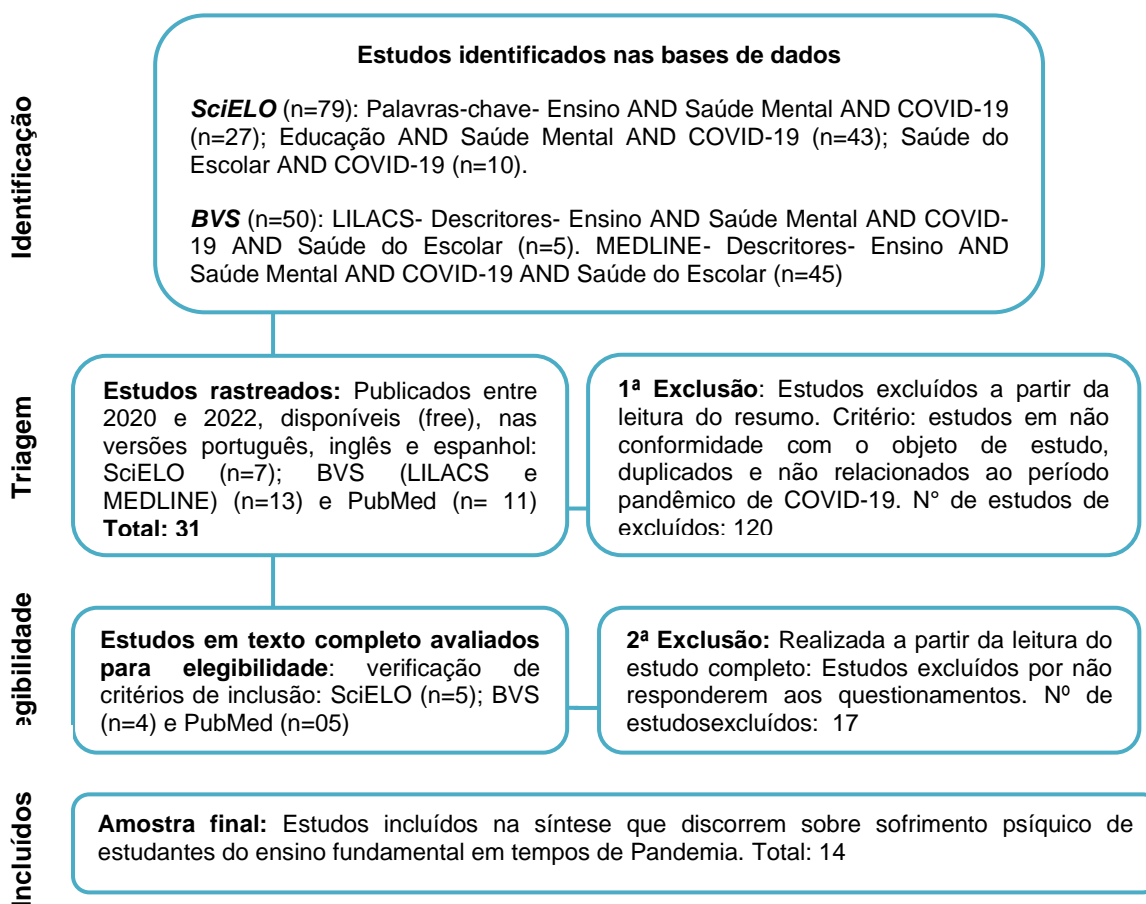 Identificação
Estudos identificados nas bases de dados
SciELO (n=79): Palavras-chave- Ensino AND Saúde Mental AND COVID-19
(n=27); Educação AND Saúde Mental AND COVID-19 (n=43); Saúde do
Escolar AND COVID-19 (n=10).
BVS (n=50): LILACS- Descritores- Ensino AND Saúde Mental AND COVID-
19 AND Saúde do Escolar (n=5). MEDLINE- Descritores- Ensino AND
Saúde Mental AND COVID-19 AND Saúde do Escolar (n=45)
Triagem
Estudos rastreados: Publicados entre
2020 e 2022, disponíveis (free), nas
versões português, inglês e espanhol:
SciELO (n=7); BVS (LILACS e
MEDLINE) (n=13) e PubMed (n= 11)
Total: 31
1ª Exclusão: Estudos excluídos a partir da
leitura do resumo. Critério: estudos em não
conformidade com o objeto de estudo,
duplicados e não relacionados ao período
pandêmico de COVID-19. N° de estudos de
excluídos: 120
egibilidade
Estudos em texto completo avaliados
para elegibilidade: verificação de
critérios de inclusão: SciELO (n=5); BVS
(n=4) e PubMed (n=05)
2ª Exclusão: Realizada a partir da leitura do
estudo completo: Estudos excluídos por não
responderem aos questionamentos. Nº de
estudosexcluídos: 17
Incluídos
Amostra final: Estudos incluídos na síntese que discorrem sobre sofrimento psíquico de
estudantes do ensino fundamental em tempos de Pandemia. Total: 14